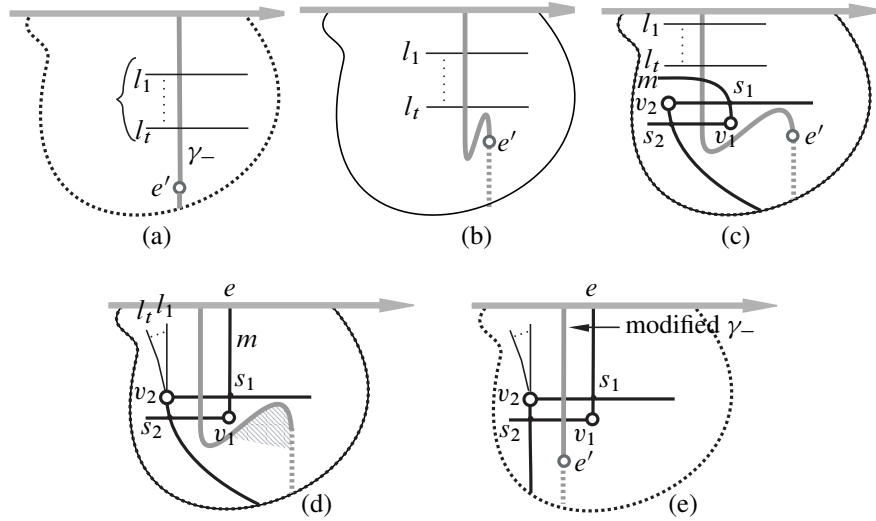 l₁
lₜ
γ₋
e′
(a)
l₁
lₜ
e′
(b)
l₁
lₜ
m
s₁
v₂
s₂
v₁
e′
(c)
e
lₜ l₁
m
s₁
v₂
s₂
v₁
(d)
e
modified γ₋
s₁
v₂
s₂
v₁
e′
(e)